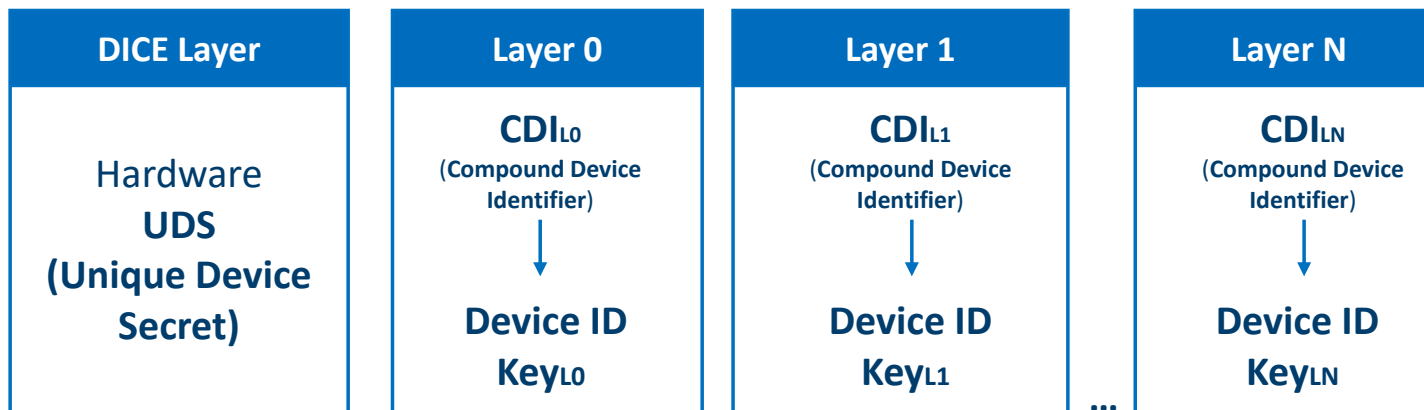 DICE Layer
Hardware
UDS
(Unique Device
Secret)
Layer 0
CDIL0
(Compound Device
Identifier)
Device ID
KeyL0
Layer 1
CDIL1
(Compound Device
Identifier)
Device ID
KeyL1
...
Layer N
CDILN
(Compound Device
Identifier)
Device ID
KeyLN